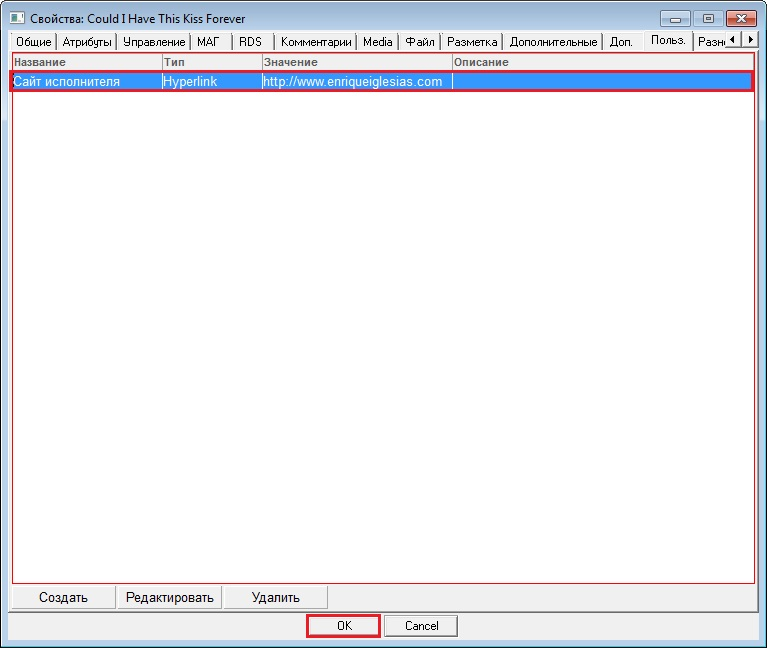 Свойства: Could I Have This Kiss Forever
Общие Атрибуты Управление МАГ RDS Комментарии Media Файл Разметка Дополнительные Доп. Польз. Разн
Название Тип Значение Описание
Сайт исполнителя Hyperlink http://www.enriqueiglesias.com
Создать Редактировать Удалить
OK Cancel